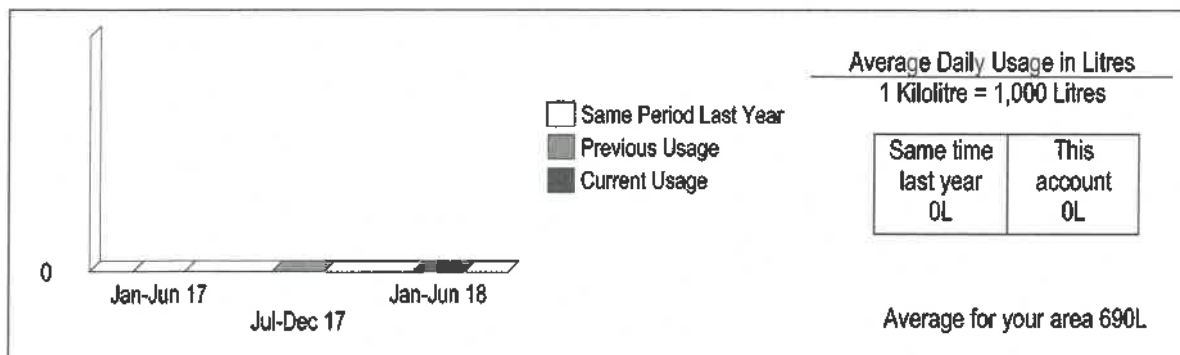 0
Jan-Jun 17
Jul-Dec 17
Jan-Jun 18
Same Period Last Year
Previous Usage
Current Usage
Average Daily Usage in Litres
1 Kilolitre = 1,000 Litres
Same time
last year
0L
This
account
0L
Average for your area 690L